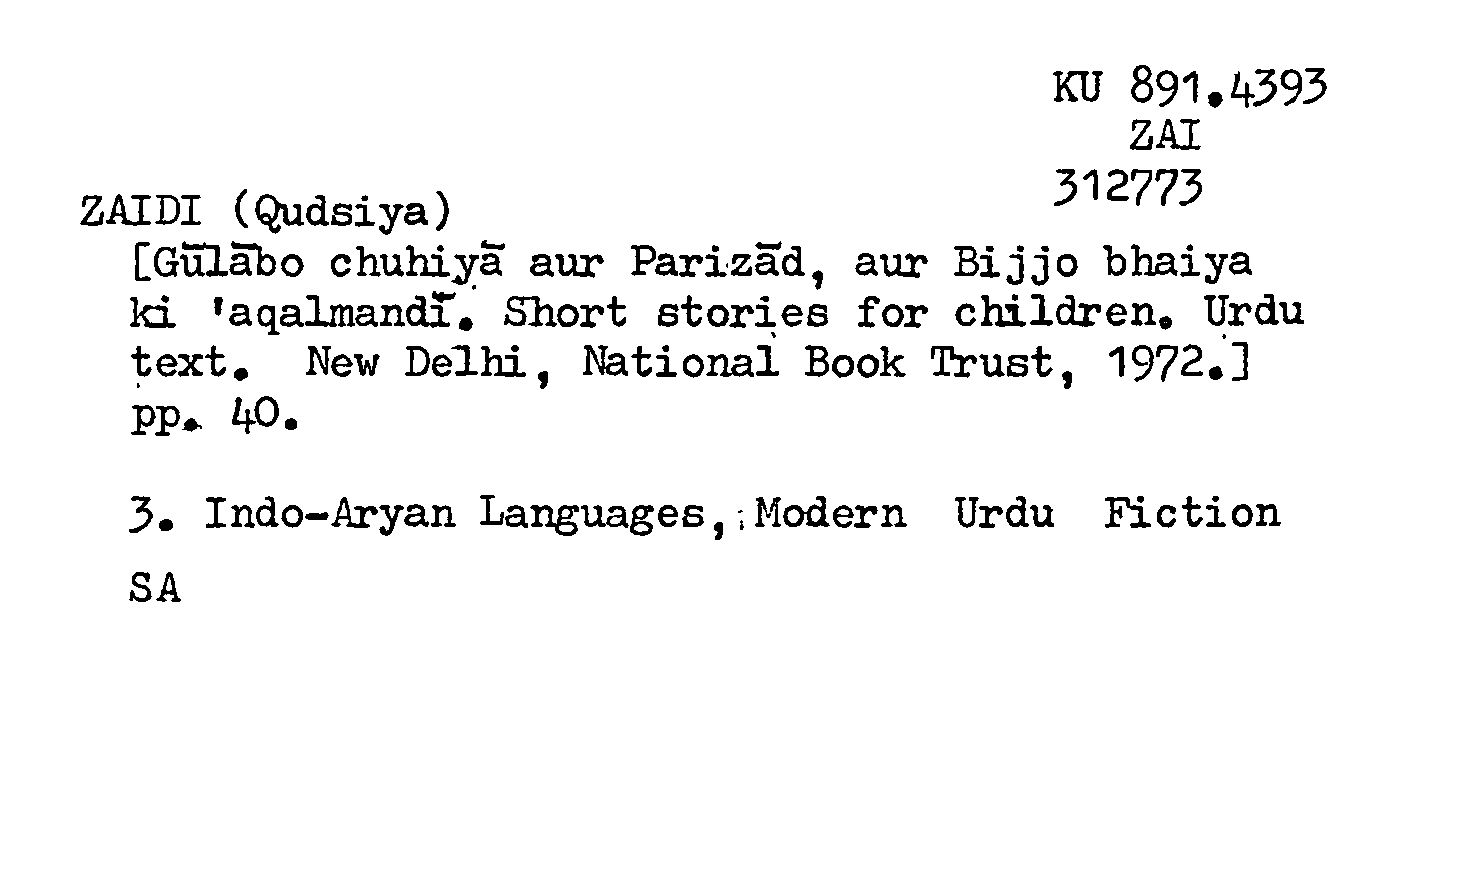 KU 891.4393
ZAI
312773
ZAIDI (Qudsiya)
[Gūlābo chuhiyā aur Parizād, aur Bijjo bhaiya
ki 'aqalmandī. Short stories for children. Urdu
text. New Delhi, National Book Trust, 1972.]
pp. 40.
3. Indo-Aryan Languages, Modern Urdu Fiction
SA